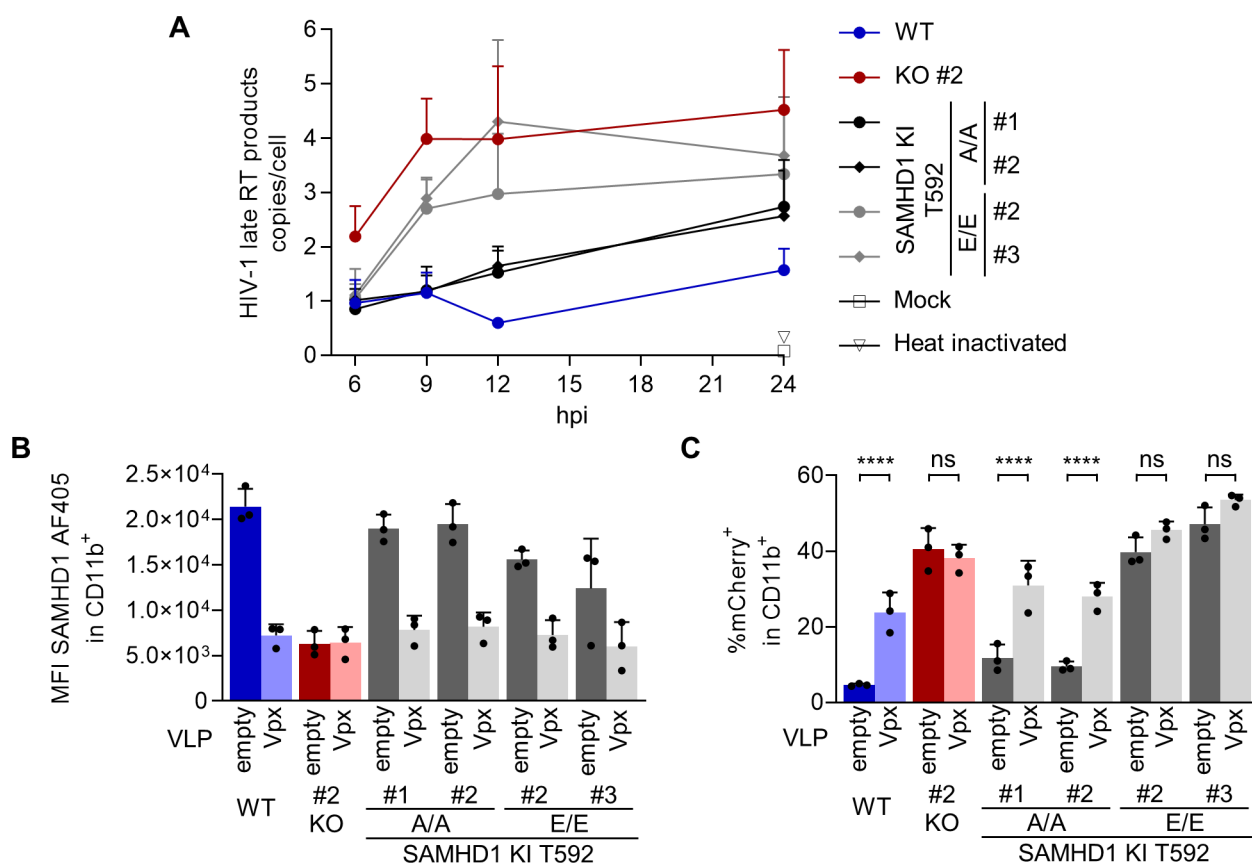 A
HIV-1 late RT products
copies/cell
6
5
4
3
2
1
0
6 9 12 15 18 21 24
hpi
WT
KO #2
SAMHD1 KI
T592
A/A
#1
#2
E/E
#2
#3
Mock
Heat inactivated
B
MFI SAMHD1 AF405
in CD11b+
2.5×10⁴
2.0×10⁴
1.5×10⁴
1.0×10⁴
5.0×10³
0
VLP
empty Vpx empty Vpx empty Vpx empty Vpx empty Vpx empty Vpx
WT #2 #1 #2 #2 #3
KO A/A E/E
SAMHD1 KI T592
C
%mCherry+
in CD11b+
60
40
20
0
**** ns **** **** ns ns
VLP
empty Vpx empty Vpx empty Vpx empty Vpx empty Vpx empty Vpx
WT #2 #1 #2 #2 #3
KO A/A E/E
SAMHD1 KI T592